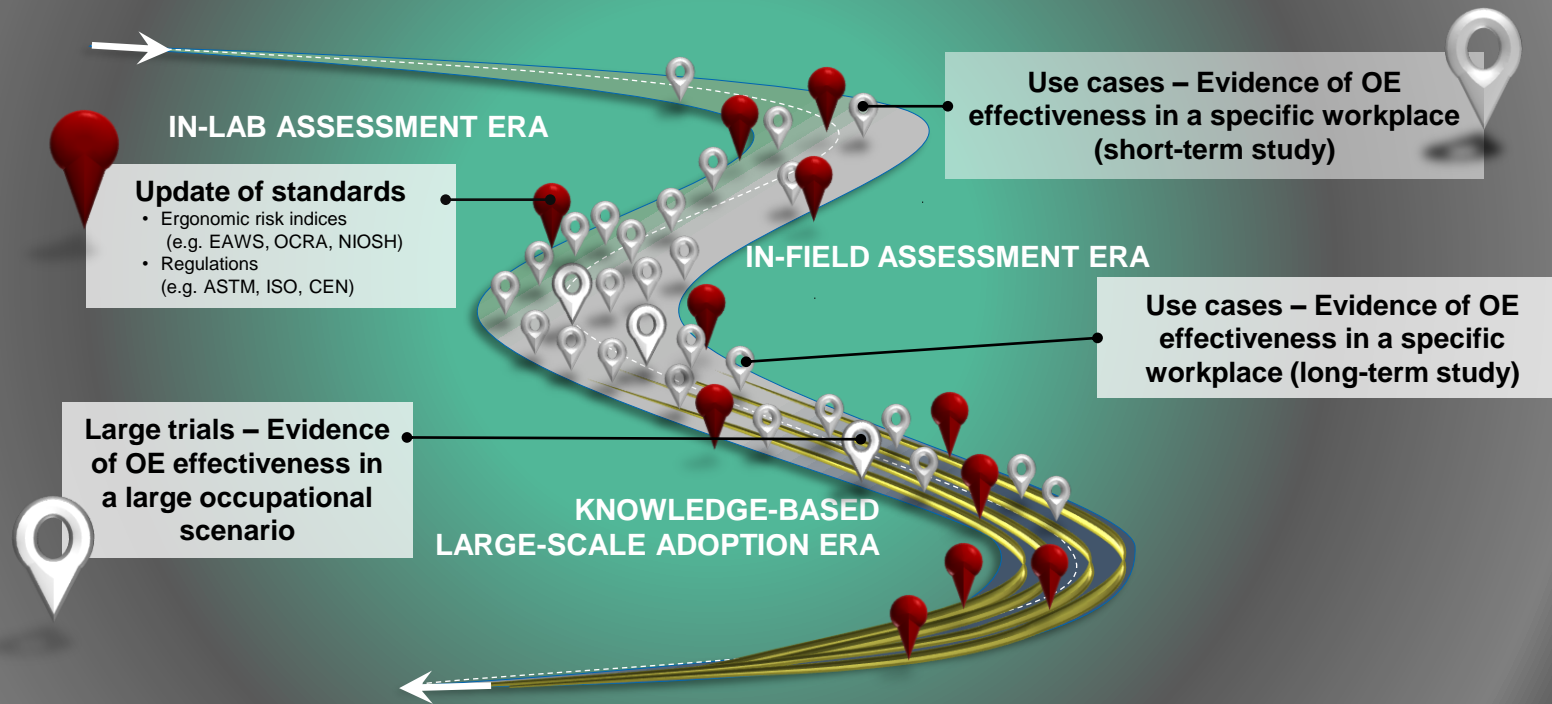 IN-LAB ASSESSMENT ERA
Use cases – Evidence of OE
effectiveness in a specific workplace
(short-term study)
Update of standards
• Ergonomic risk indices
(e.g. EAWS, OCRA, NIOSH)
• Regulations
(e.g. ASTM, ISO, CEN)
IN-FIELD ASSESSMENT ERA
Use cases – Evidence of OE
effectiveness in a specific
workplace (long-term study)
Large trials – Evidence
of OE effectiveness in
a large occupational
scenario
KNOWLEDGE-BASED
LARGE-SCALE ADOPTION ERA